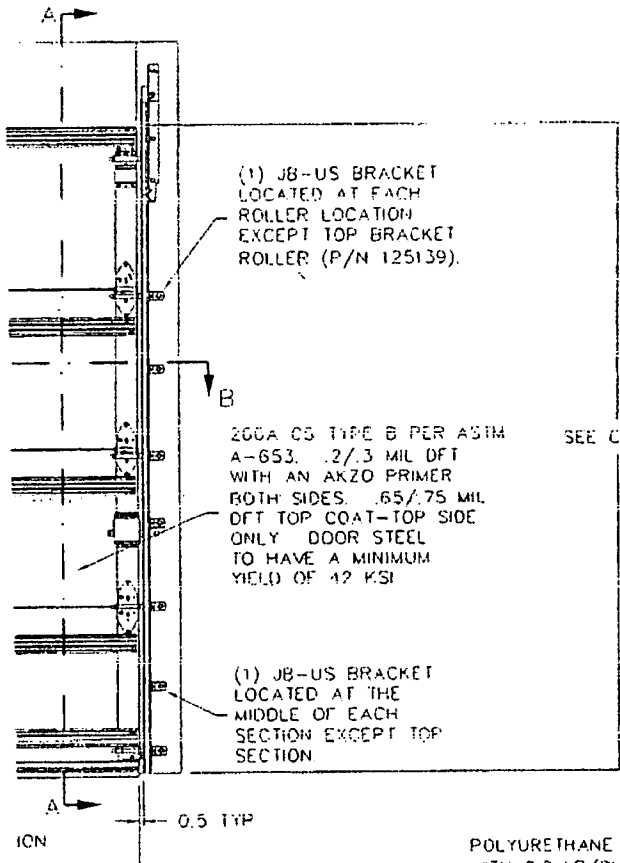 A
(1) JB-US BRACKET
LOCATED AT EACH
ROLLER LOCATION
EXCEPT TOP BRACKET
ROLLER (P/N 125139).
B
26GA CS TYPE B PER ASTM
A-653. .2/.3 MIL DFT
WITH AN AKZO PRIMER
BOTH SIDES. .65/.75 MIL
DFT TOP COAT-TOP SIDE
ONLY DOOR STEEL
TO HAVE A MINIMUM
YIELD OF 42 KSI
SEE
(1) JB-US BRACKET
LOCATED AT THE
MIDDLE OF EACH
SECTION EXCEPT TOP
SECTION
A
0.5 TYP
ION
POLYURETHANE